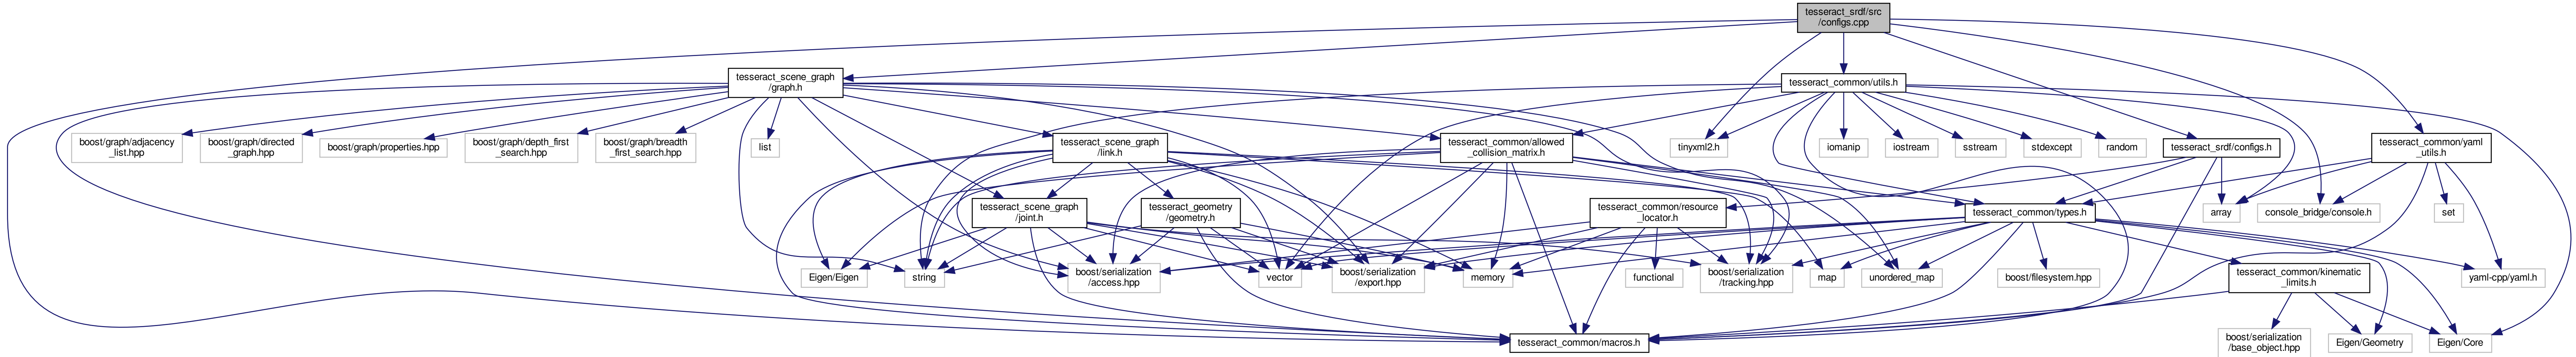 tesseract_srdf/src
/configs.cpp
tesseract_scene_graph
/graph.h
tesseract_common/utils.h
boost/graph/adjacency
_list.hpp
boost/graph/directed
_graph.hpp
boost/graph/properties.hpp
boost/graph/depth_first
_search.hpp
boost/graph/breadth
_first_search.hpp
list
tesseract_scene_graph
/link.h
tesseract_common/allowed
_collision_matrix.h
tinyxml2.h
iomanip
iostream
sstream
stdexcept
random
tesseract_srdf/configs.h
tesseract_common/yaml
_utils.h
tesseract_scene_graph
/joint.h
tesseract_geometry
/geometry.h
tesseract_common/resource
_locator.h
tesseract_common/types.h
array
console_bridge/console.h
set
Eigen/Eigen
string
boost/serialization
/access.hpp
vector
boost/serialization
/export.hpp
memory
functional
boost/serialization
/tracking.hpp
map
unordered_map
boost/filesystem.hpp
tesseract_common/kinematic
_limits.h
yaml-cpp/yaml.h
tesseract_common/macros.h
boost/serialization
/base_object.hpp
Eigen/Geometry
Eigen/Core